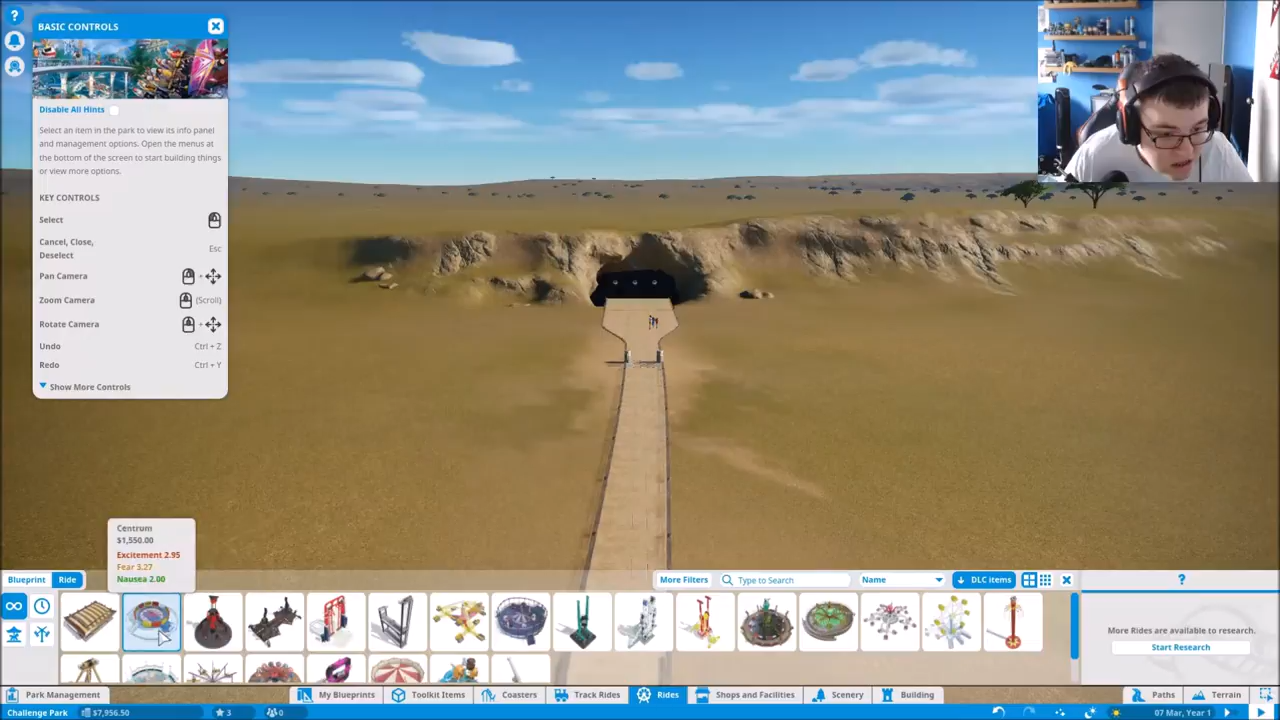 BASIC CONTROLS
Disable All Hints
Select an item in the park to view its info panel
and management options. Open the menus at
the bottom of the screen to start building things
or view more options.
KEY CONTROLS
Select
Cancel, Close,
Deselect
Esc
Pan Camera
+
Zoom Camera
(Scroll)
Rotate Camera
+
Undo
Ctrl + Z
Redo
Ctrl + Y
Show More Controls
Centrum
$1,550.00
Excitement 2.95
Fear 3.27
Nausea 2.00
Blueprint
Ride
More Filters
Type to Search
Name
DLC items
?
More Rides are available to research.
Start Research
Park Management
My Blueprints
Toolkit Items
Coasters
Track Rides
Rides
Shops and Facilities
Scenery
Building
Paths
Terrain
Challenge Park
$7,956.50
3
0
07 Mar, Year 1